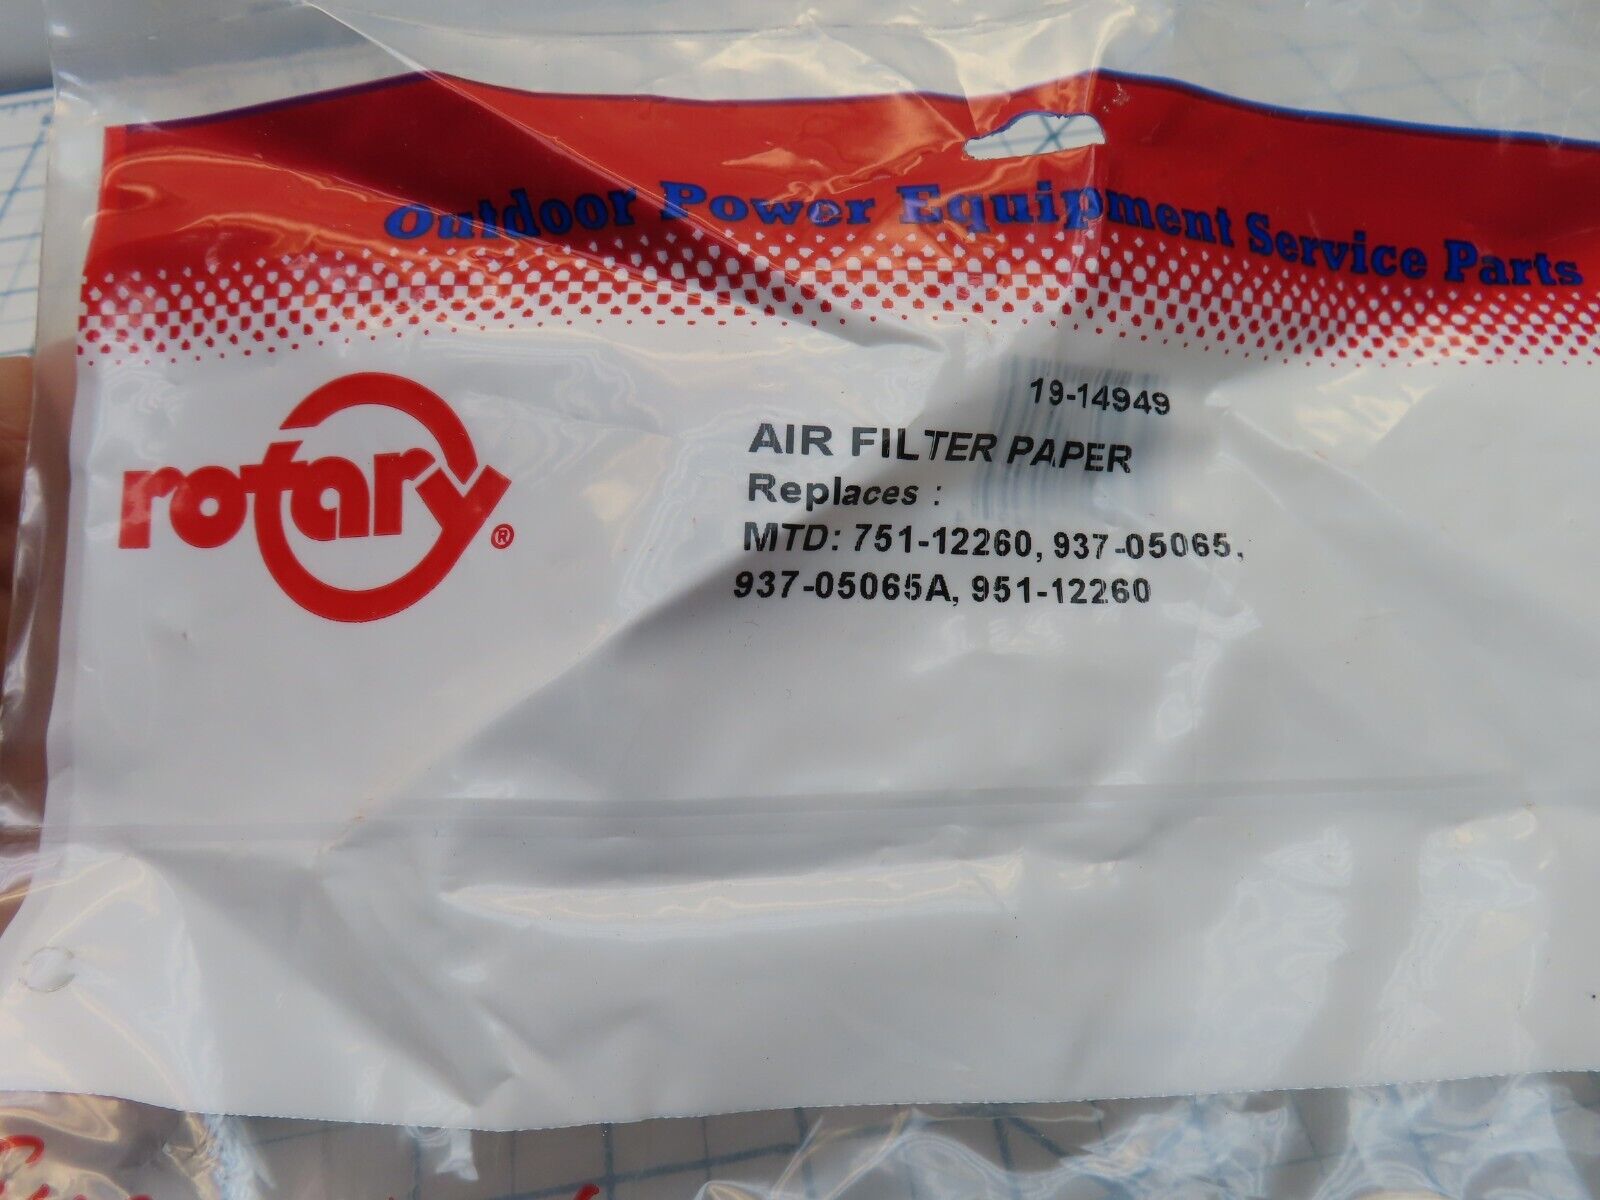 Outdoor Power Equipment Service Parts
rotary®
19-14949
AIR FILTER PAPER
Replaces :
MTD: 751-12260, 937-05065,
937-05065A, 951-12260